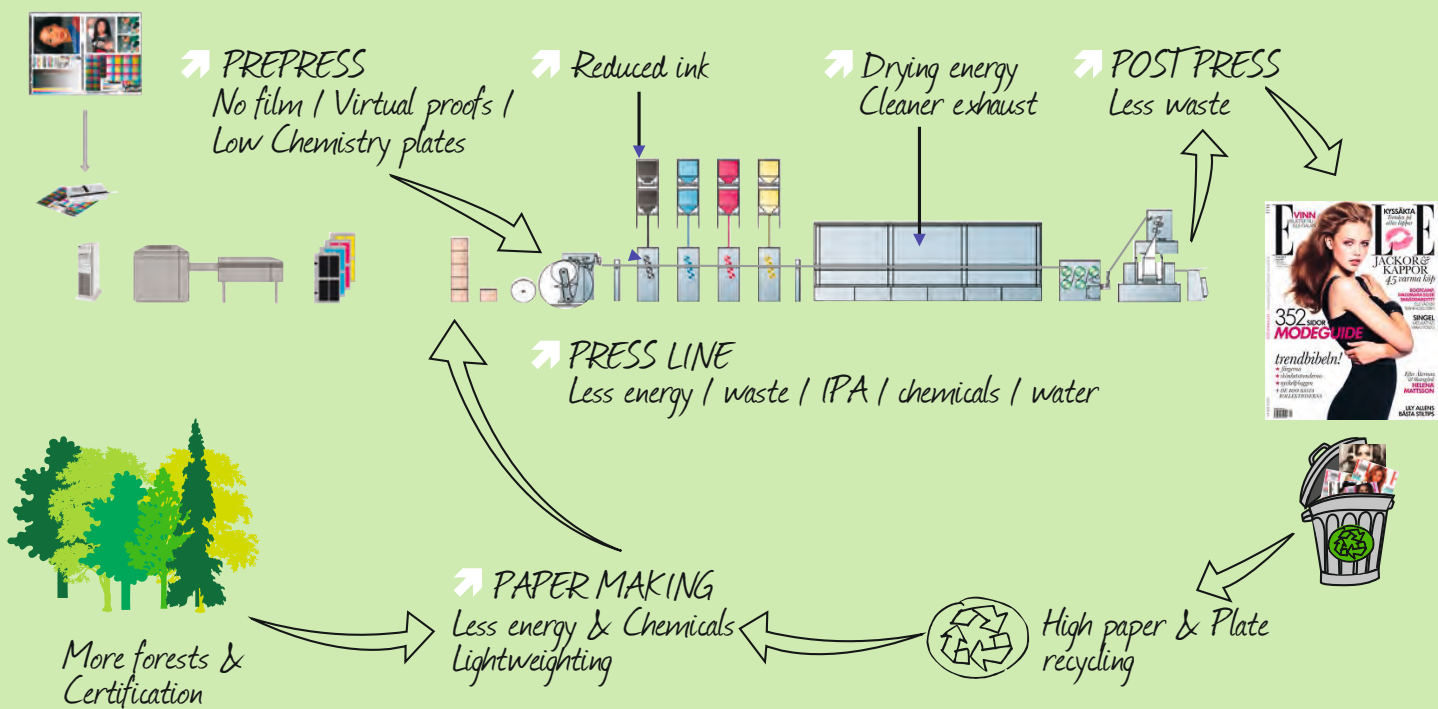 PREPRESS
No film / Virtual proofs /
Low Chemistry plates
Reduced ink
Drying energy
Cleaner exhaust
POST PRESS
Less waste
PRESS LINE
Less energy / waste / IPA / chemicals / water
VINN
ELLE
KYSSÄKTA
JACKOR &
KAPPOR
45 varma köp
SINGEL
352 SIDOR
MODEGUIDE
trendbibeln!
HELENA
MATTSSON
LILY ALLENS
BÄSTA STILTIPS
More forests &
Certification
PAPER MAKING
Less energy & Chemicals
Lightweighting
High paper & Plate
recycling